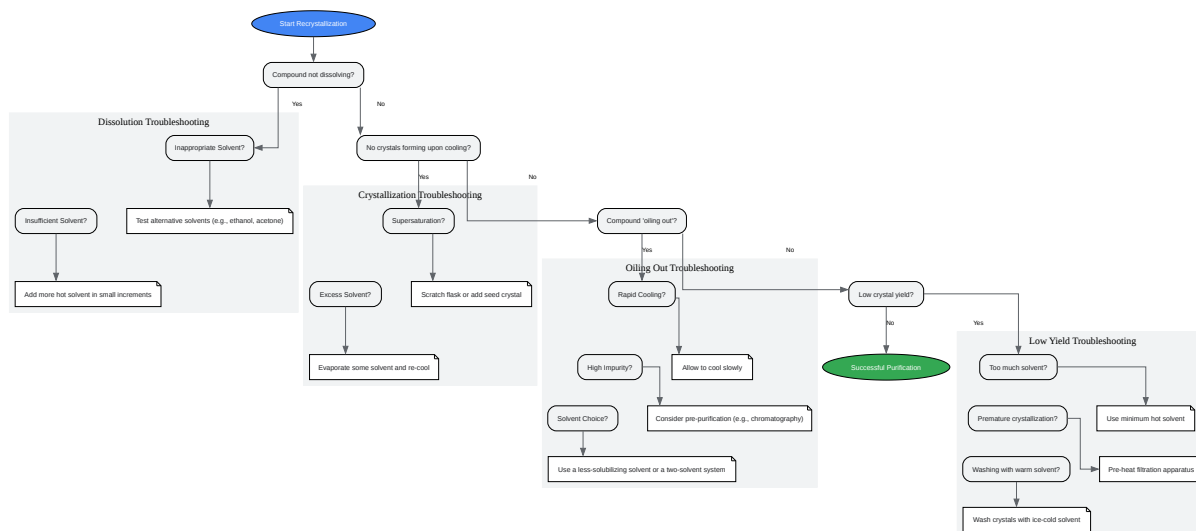 Start Recrystallization
Compound not dissolving?
Yes
No
Dissolution Troubleshooting
Inappropriate Solvent?
No crystals forming upon cooling?
Yes
No
Crystallization Troubleshooting
Insufficient Solvent?
Test alternative solvents (e.g., ethanol, acetone)
Supersaturation?
Compound 'oiling out'?
Yes
No
Oiling Out Troubleshooting
Add more hot solvent in small increments
Excess Solvent?
Scratch flask or add seed crystal
Rapid Cooling?
Low crystal yield?
No
Yes
Low Yield Troubleshooting
Evaporate some solvent and re-cool
High Impurity?
Allow to cool slowly
Successful Purification
Too much solvent?
Solvent Choice?
Consider pre-purification (e.g., chromatography)
Premature crystallization?
Use minimum hot solvent
Use a less-solubilizing solvent or a two-solvent system
Washing with warm solvent?
Pre-heat filtration apparatus
Wash crystals with ice-cold solvent